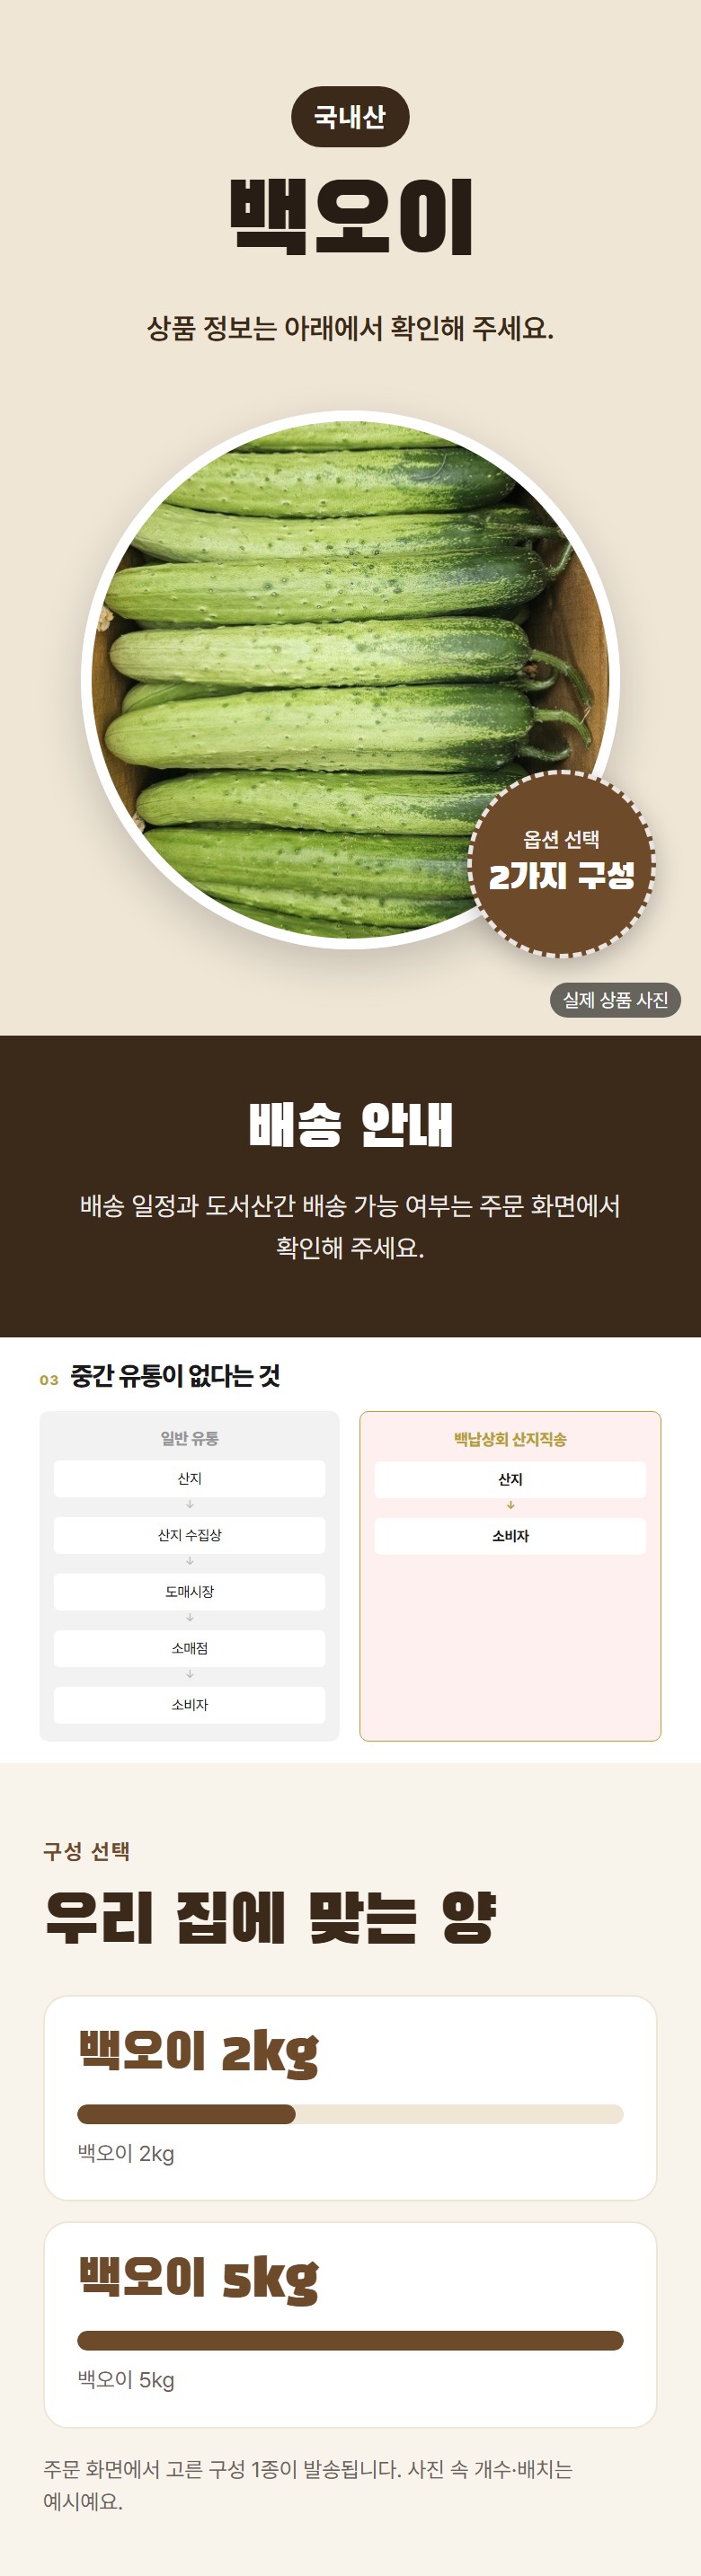 국내산
백오이
상품 정보는 아래에서 확인해 주세요.
옵션 선택
2가지 구성
실제 상품 사진
배송 안내
배송 일정과 도서산간 배송 가능 여부는 주문 화면에서
확인해 주세요.
03 중간 유통이 없다는 것
일반 유통
산지
↓
산지 수집상
↓
도매시장
↓
소매점
↓
소비자
백납상회 산지직송
산지
↓
소비자
구성 선택
우리 집에 맞는 양
백오이 2kg
백오이 2kg
백오이 5kg
백오이 5kg
주문 화면에서 고른 구성 1종이 발송됩니다. 사진 속 개수·배치는
예시예요.